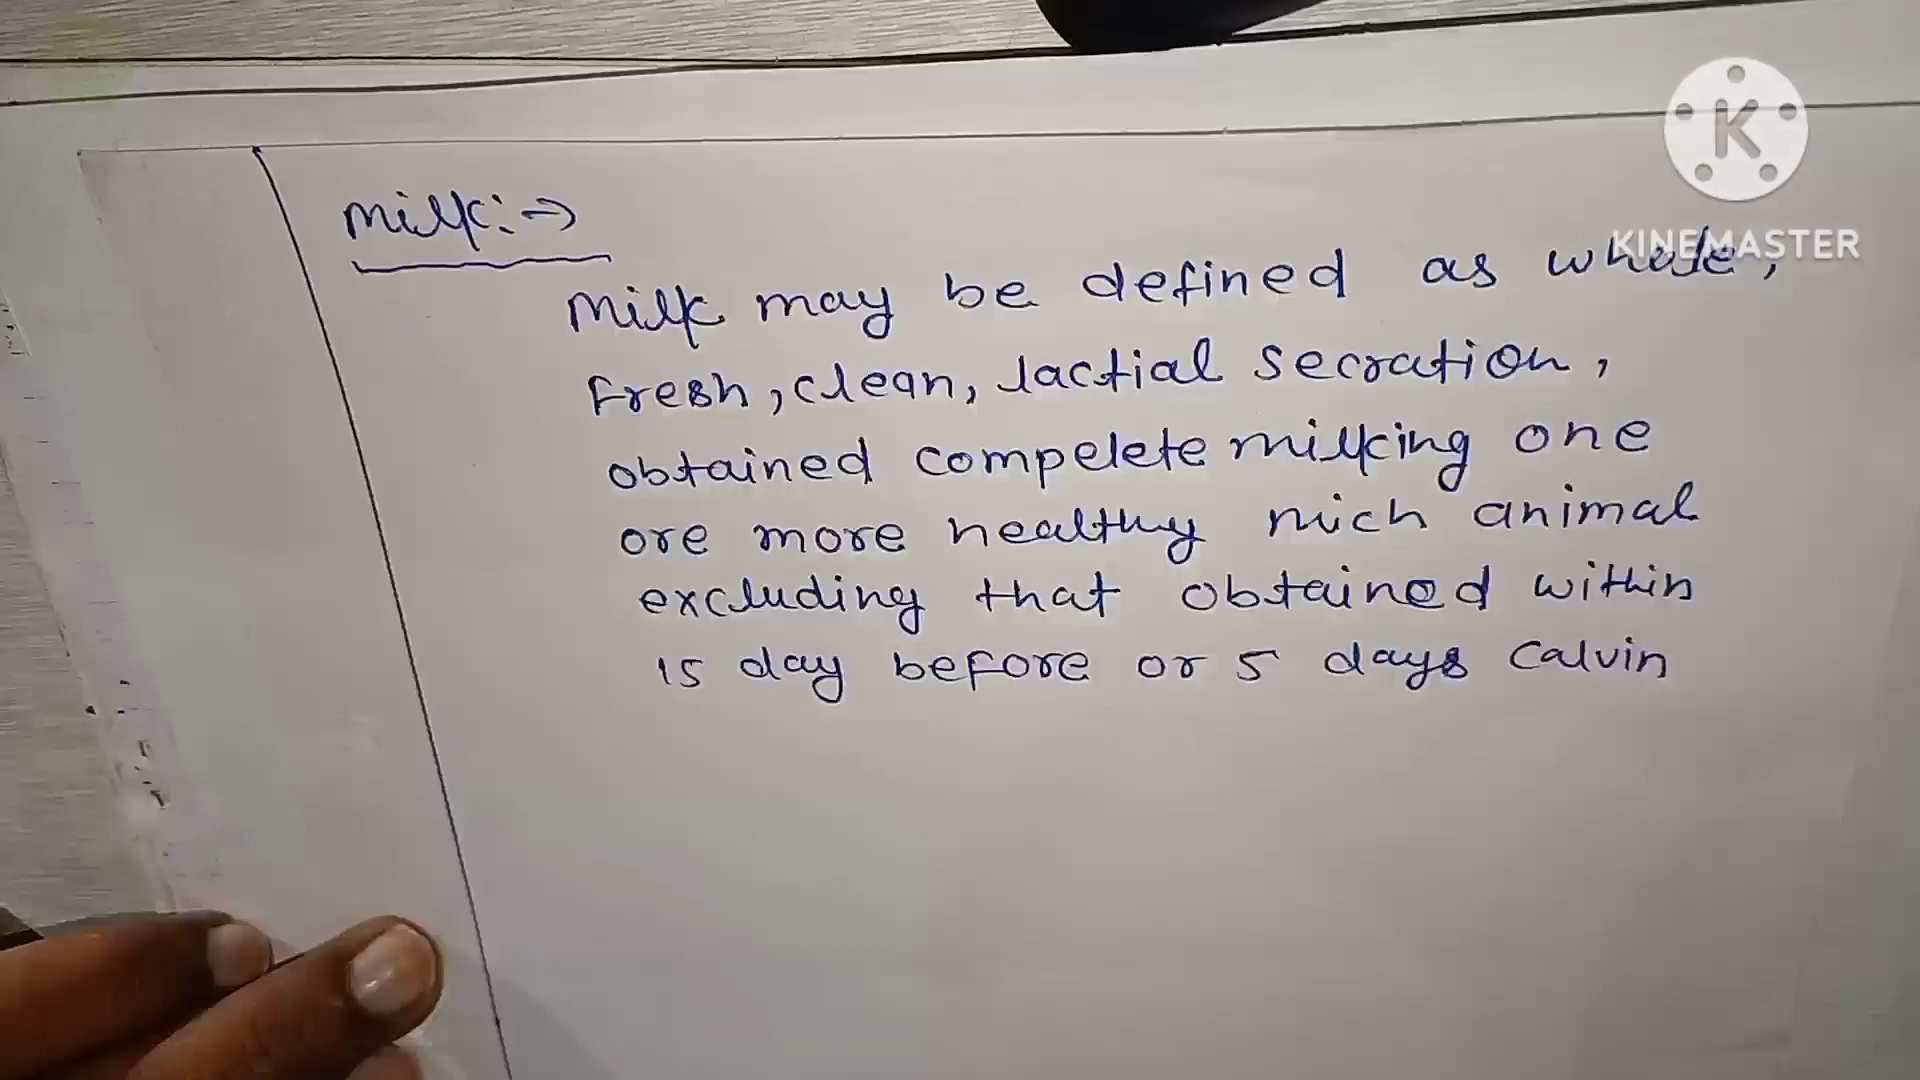 K
KINEMASTER
milk:->
milk may be defined as whole,
fresh, clean, lactial secration,
obtained compelete milking one
ore more healthy mich animal
excluding that obtained within
15 day before or 5 days calvin